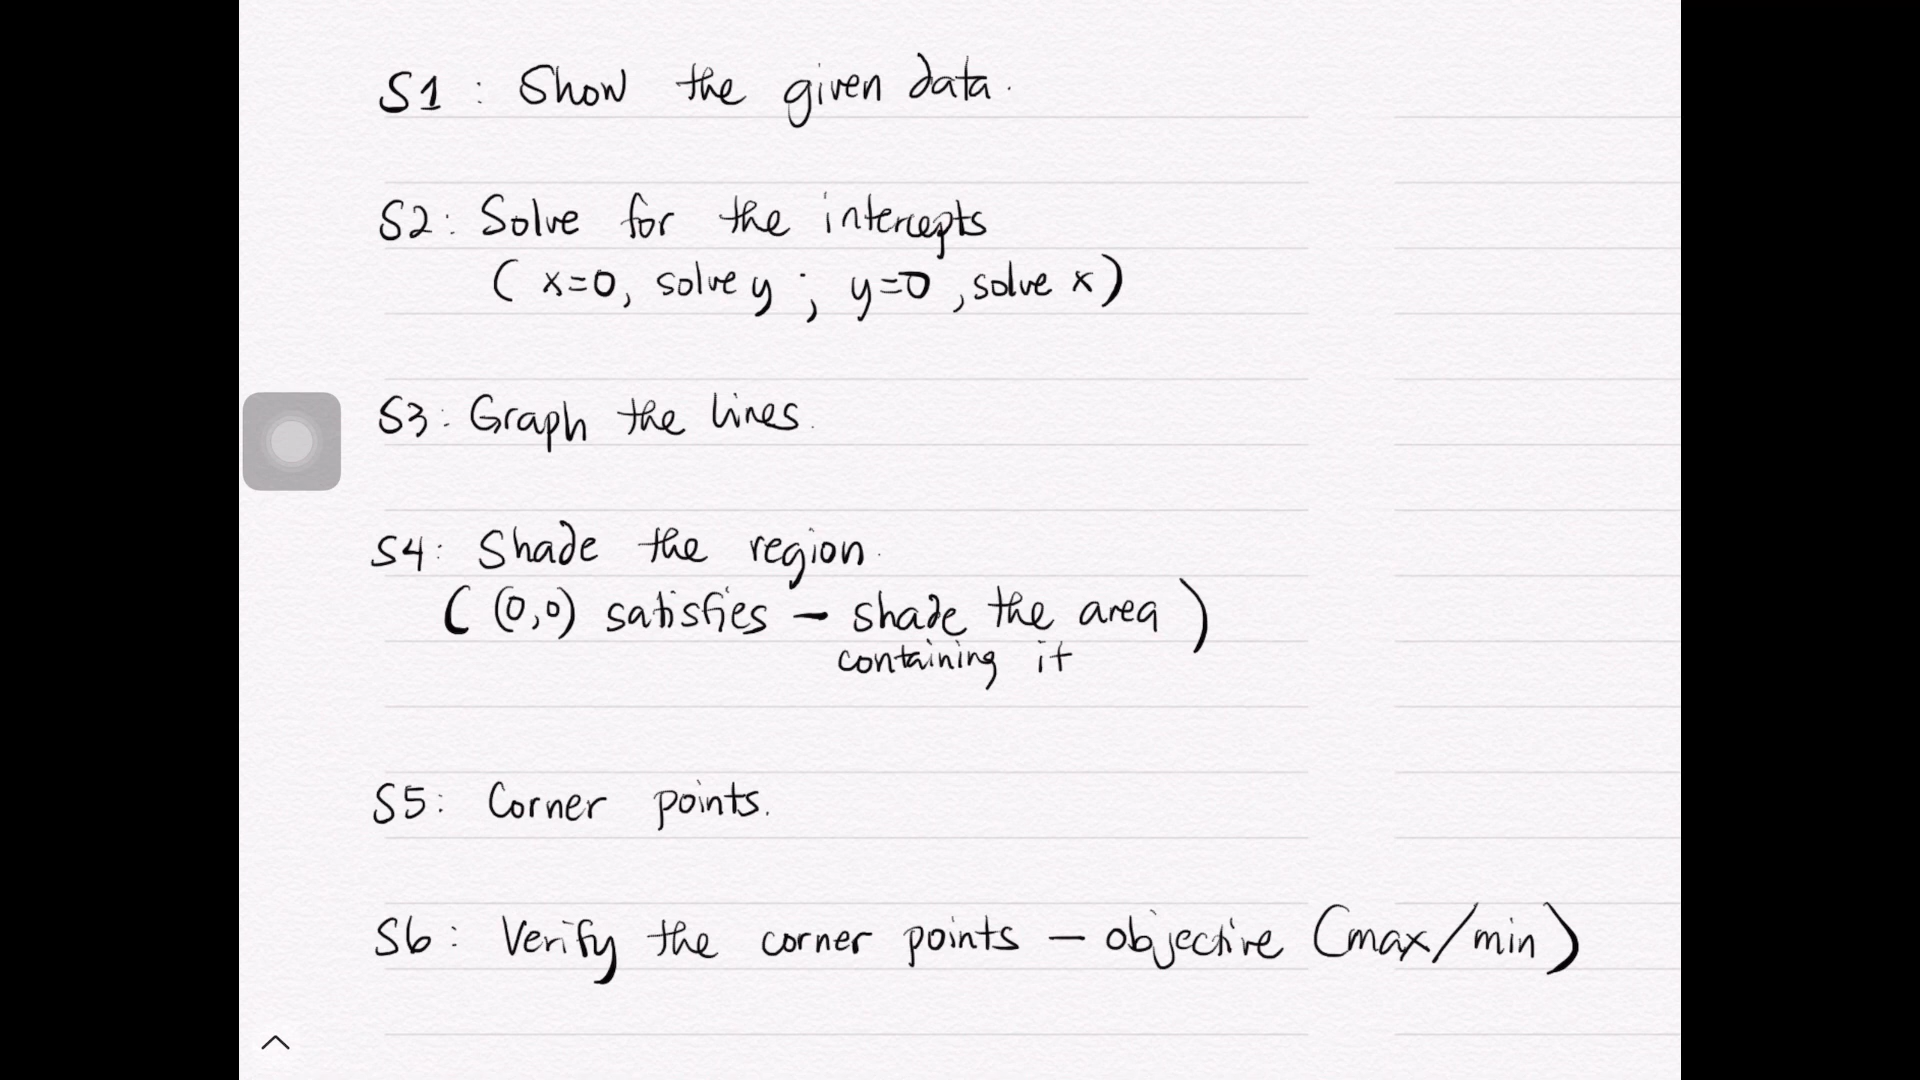 S1 : Show the given data.
S2: Solve for the intercepts
( x=0, solve y ; y=0, solve x )
S3: Graph the lines.
S4: Shade the region.
( (0,0) satisfies – shade the area )
containing it
S5: Corner points.
S6: Verify the corner points – objective (max/min)